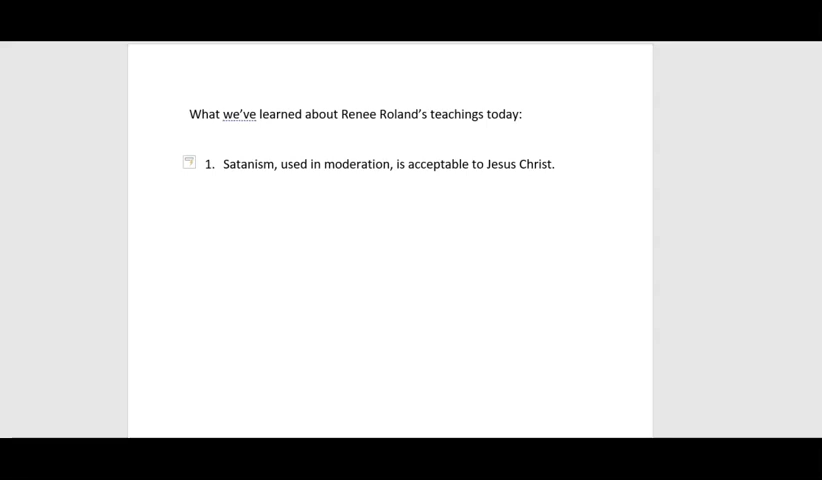 What we’ve learned about Renee Roland’s teachings today:
1. Satanism, used in moderation, is acceptable to Jesus Christ.